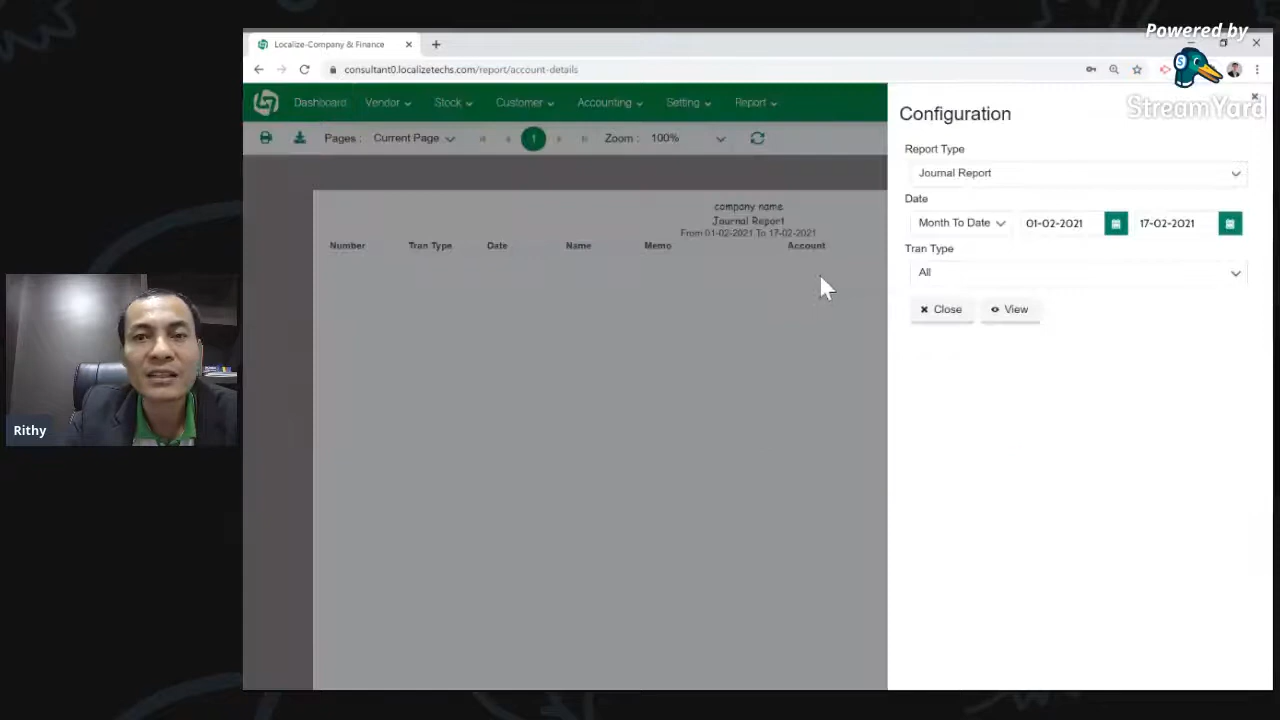 Powered by
StreamYard
Localize-Company & Finance
consultant0.localizetechs.com/report/account-details
Dashboard Vendor Stock Customer Accounting Setting Report
Pages : Current Page 1 Zoom : 100%
company name
Journal Report
From 01-02-2021 To 17-02-2021
Number Tran Type Date Name Memo Account
Configuration
Report Type
Journal Report
Date
Month To Date 01-02-2021 17-02-2021
Tran Type
All
Close View
Rithy